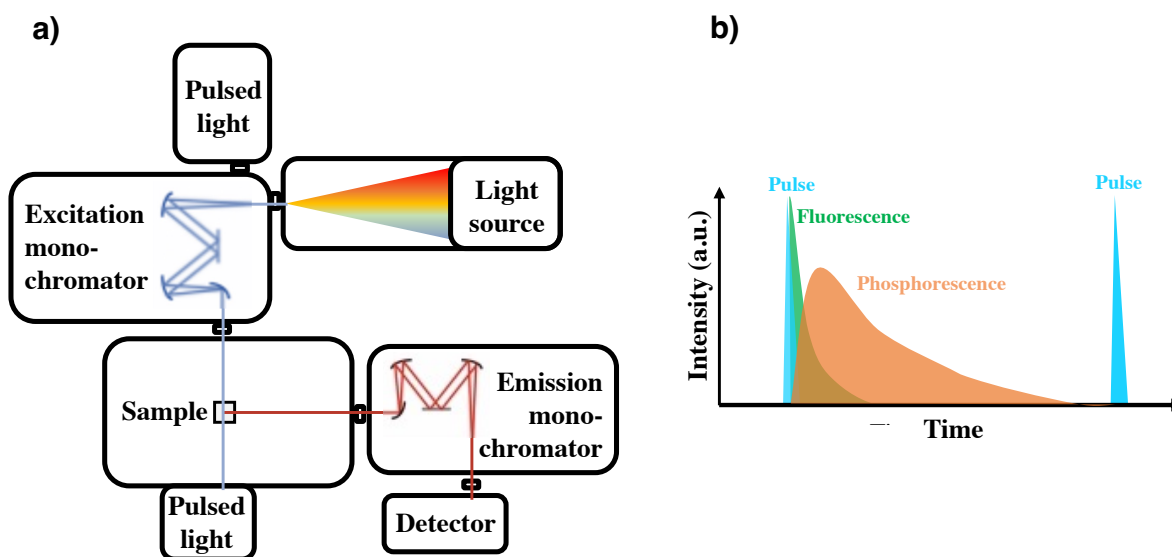 a)
Pulsed
light
Excitation
mono-
chromator
Light
source
Sample
Emission
mono-
chromator
Pulsed
light
Detector
b)
Pulse
Fluorescence
Phosphorescence
Pulse
Intensity (a.u.)
Time